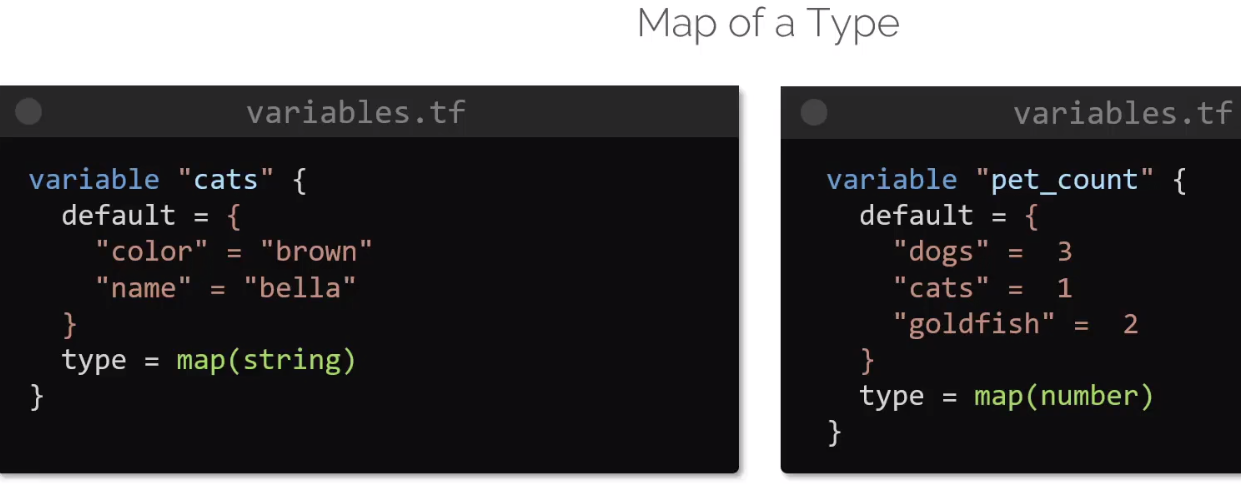 Map of a Type
variables.tf
variable "cats" {
  default = {
    "color" = "brown"
    "name" = "bella"
  }
  type = map(string)
}
variables.tf
variable "pet_count" {
  default = {
    "dogs" =  3
    "cats" =  1
    "goldfish" =  2
  }
  type = map(number)
}